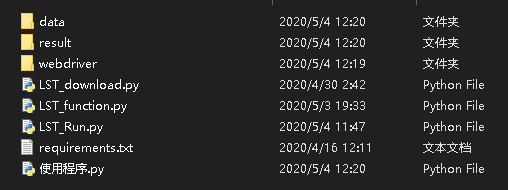 data 2020/5/4 12:20 文件夹
result 2020/5/4 12:20 文件夹
webdriver 2020/5/4 12:19 文件夹
LST_download.py 2020/4/30 2:42 Python File
LST_function.py 2020/5/3 19:33 Python File
LST_Run.py 2020/5/4 11:47 Python File
requirements.txt 2020/4/16 12:11 文本文档
使用程序.py 2020/5/4 12:20 Python File